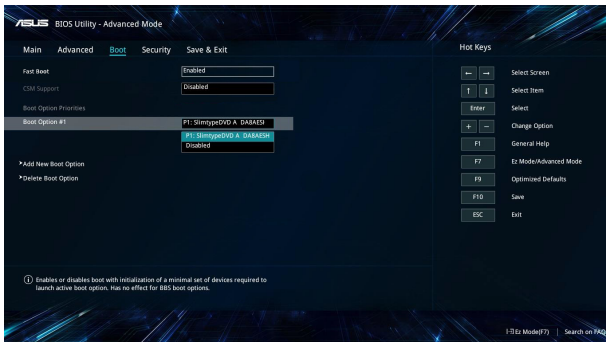 ASUS BIOS Utility - Advanced Mode
Main Advanced Boot Security Save & Exit
Fast Boot Enabled
CSM Support Disabled
Boot Option Priorities
Boot Option #1 P1: SlimtypeDVD A DA8AESI
P1: SlimtypeDVD A DA8AESH
Disabled
Add New Boot Option
Delete Boot Option
Enables or disables boot with initialization of a minimal set of devices required to
launch active boot option. Has no effect for BBS boot options.
Hot Keys
← → Select Screen
↑ ↓ Select Item
Enter Select
+ − Change Option
F1 General Help
F7 Ez Mode/Advanced Mode
F9 Optimized Defaults
F10 Save
ESC Exit
Ez Mode(F7) | Search on FAQ